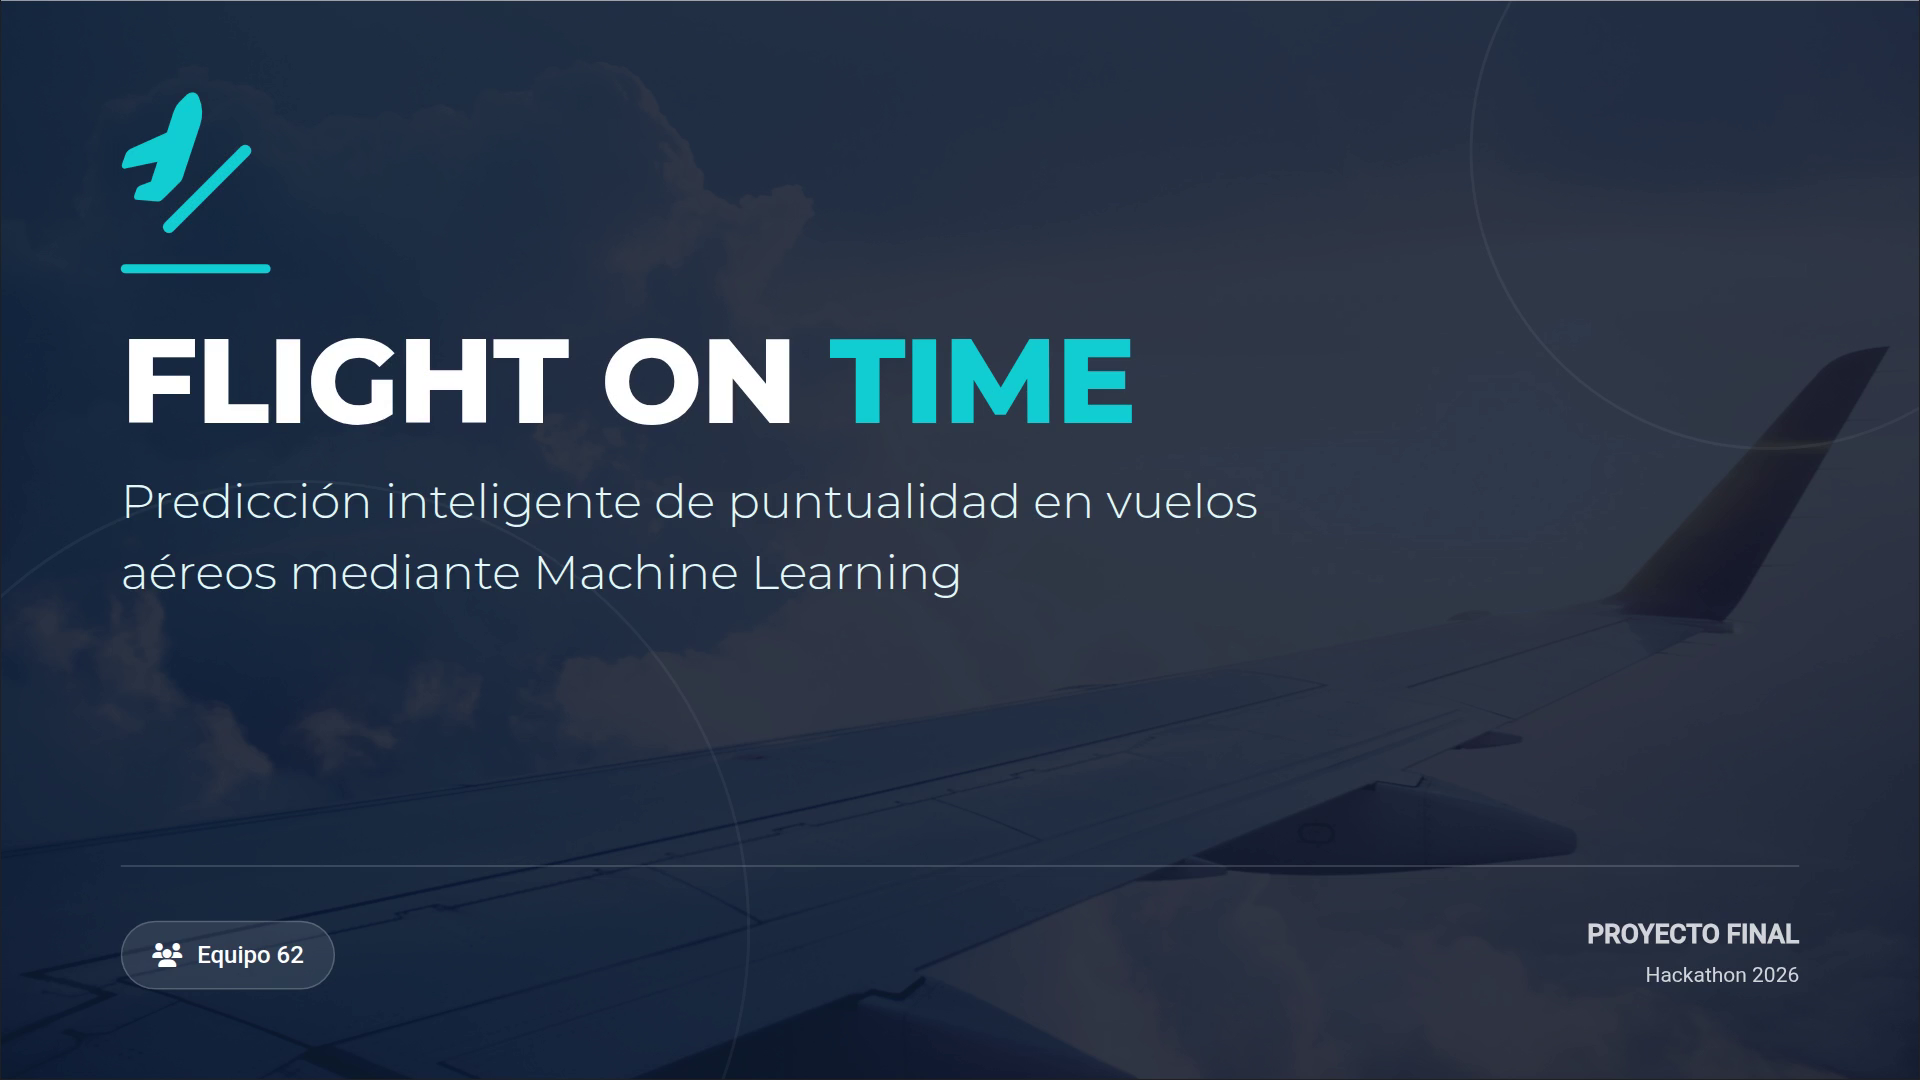 FLIGHT ON TIME
Predicción inteligente de puntualidad en vuelos
aéreos mediante Machine Learning
Equipo 62
PROYECTO FINAL
Hackathon 2026